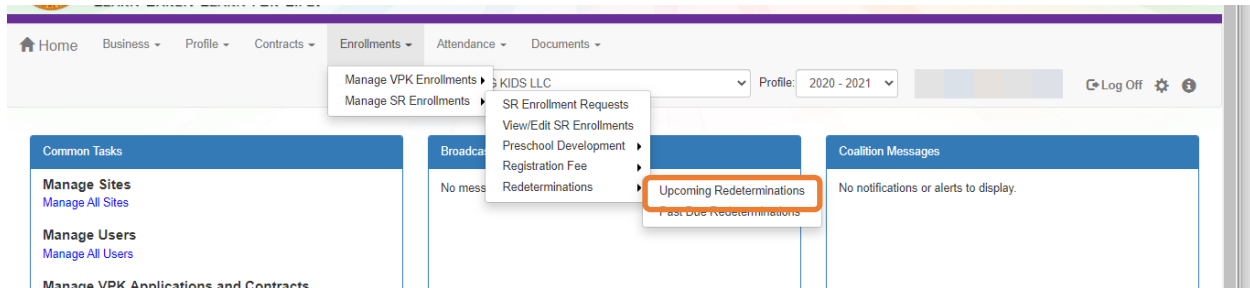 Home Business Profile Contracts Enrollments Attendance Documents
Manage VPK Enrollments
Manage SR Enrollments
KIDS LLC
Profile: 2020 - 2021
Log Off
SR Enrollment Requests
View/Edit SR Enrollments
Preschool Development
Registration Fee
Redeterminations
Upcoming Redeterminations
Past Due Redeterminations
Common Tasks
Manage Sites
Manage All Sites
Manage Users
Manage All Users
Manage VPK Applications and Contracts
Broadca
No mess
Coalition Messages
No notifications or alerts to display.